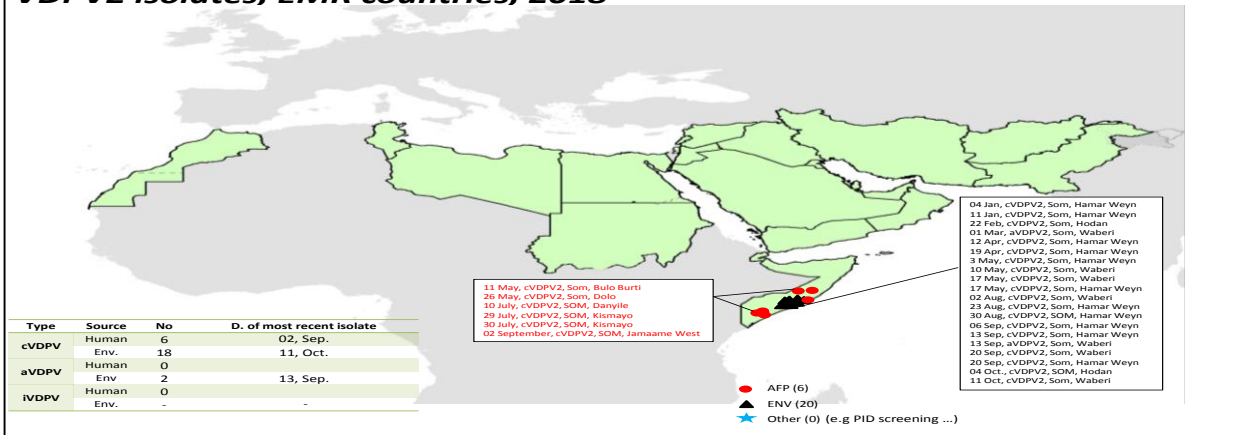 VDPV2 isolates, EMR countries, 2018
04 Jan, cVDPV2, Som, Hamar Weyn
11 Jan, cVDPV2, Som, Hamar Weyn
22 Feb, cVDPV2, Som, Hodan
01 Mar, aVDPV2, Som, Waberi
12 Apr, cVDPV2, Som, Hamar Weyn
19 Apr, cVDPV2, Som, Hamar Weyn
3 May, cVDPV2, Som, Hamar Weyn
10 May, cVDPV2, Som, Waberi
17 May, cVDPV2, Som, Waberi
17 May, cVDPV2, Som, Hamar Weyn
02 Aug, cVDPV2, Som, Waberi
23 Aug, cVDPV2, Som, Hamar Weyn
30 Aug, cVDPV2, SOM, Hamar Weyn
06 Sep, cVDPV2, Som, Hamar Weyn
13 Sep, cVDPV2, Som, Hamar Weyn
13 Sep, aVDPV2, Som, Waberi
20 Sep, cVDPV2, Som, Waberi
20 Sep, cVDPV2, Som, Hamar Weyn
04 Oct., cVDPV2, SOM, Hodan
11 Oct, cVDPV2, Som, Waberi
11 May, cVDPV2, Som, Bulo Burti
26 May, cVDPV2, Som, Dolo
10 July, cVDPV2, SOM, Danyile
29 July, cVDPV2, SOM, Kismayo
30 July, cVDPV2, SOM, Kismayo
02 September, cVDPV2, SOM, Jamaame West
Type Source No D. of most recent isolate
cVDPV Human 6 02, Sep.
Env. 18 11, Oct.
aVDPV Human 0
Env 2 13, Sep.
iVDPV Human 0
Env. - -
AFP (6)
ENV (20)
Other (0) (e.g PID screening ...)